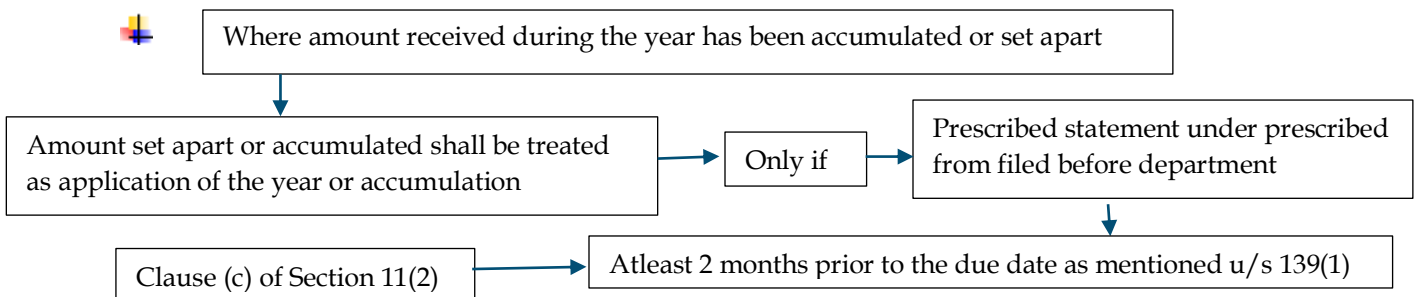 Where amount received during the year has been accumulated or set apart
Amount set apart or accumulated shall be treated
as application of the year or accumulation
Only if
Prescribed statement under prescribed
from filed before department
Clause (c) of Section 11(2)
Atleast 2 months prior to the due date as mentioned u/s 139(1)